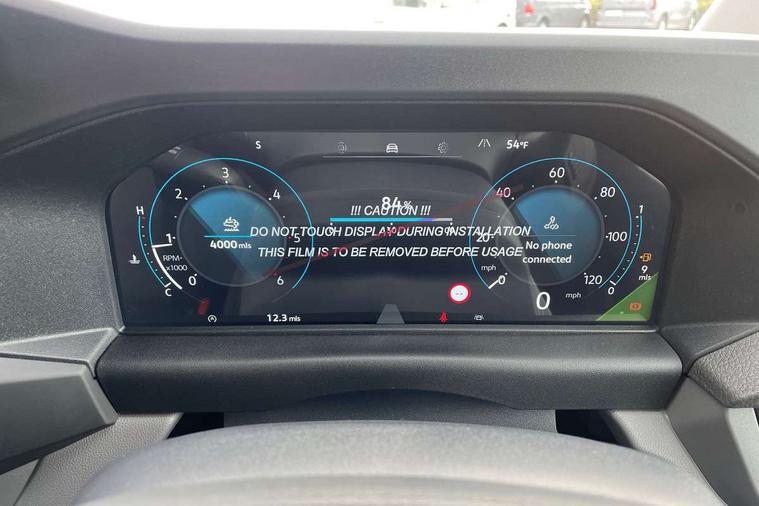 S
54°F
3
2
4
1
5
6
RPM-
x1000
H
C
4000 mls
84%
!!! CAUTION !!!
DO NOT TOUCH DISPLAY DURING INSTALLATION
THIS FILM IS TO BE REMOVED BEFORE USAGE
60
40
80
20
100
0
120
mph
No phone
connected
0 mph
1
0
9
mls
12.3 mls